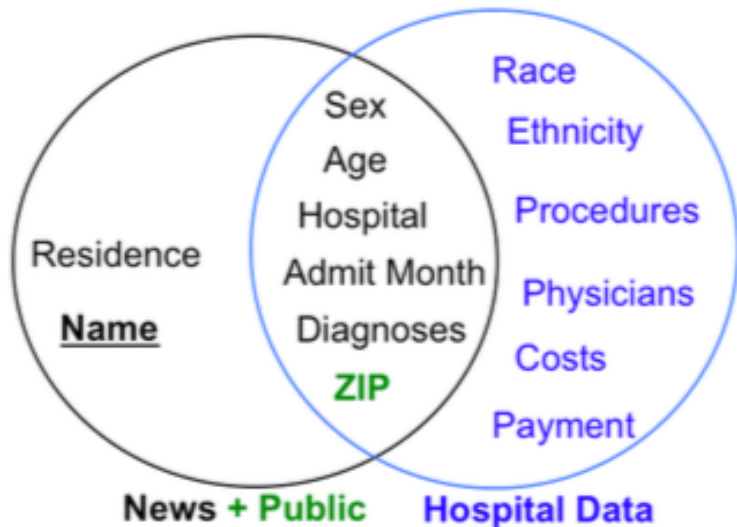 Residence
Name
Sex
Age
Hospital
Admit Month
Diagnoses
ZIP
Race
Ethnicity
Procedures
Physicians
Costs
Payment
News + Public
Hospital Data